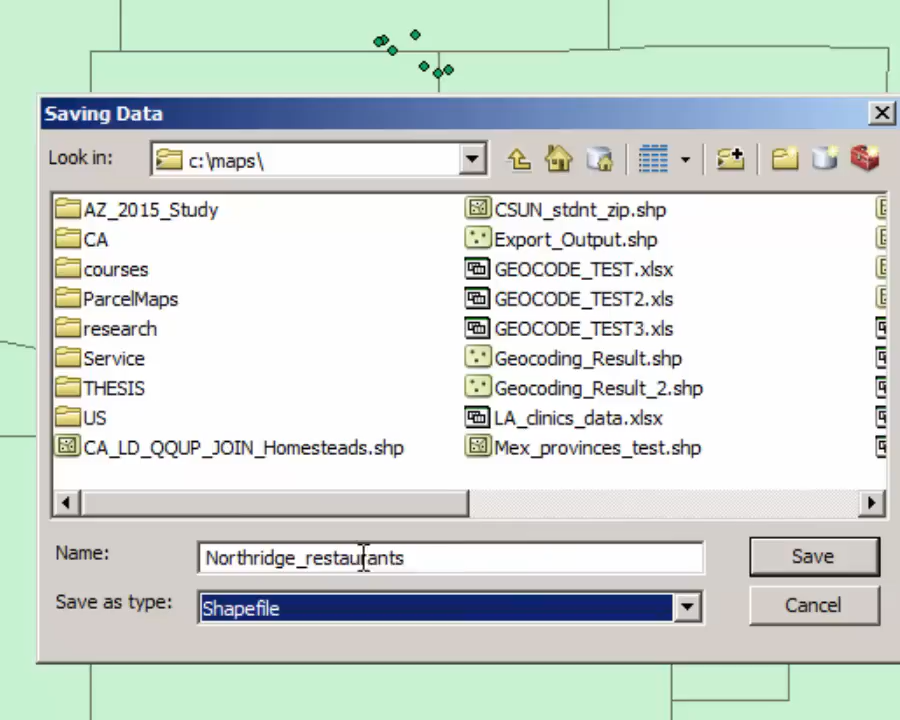 Saving Data
Look in:
c:\maps\
AZ_2015_Study
CA
courses
ParcelMaps
research
Service
THESIS
US
CA_LD_QQUP_JOIN_Homesteads.shp
CSUN_stdnt_zip.shp
Export_Output.shp
GEOCODE_TEST.xlsx
GEOCODE_TEST2.xls
GEOCODE_TEST3.xls
Geocoding_Result.shp
Geocoding_Result_2.shp
LA_clinics_data.xlsx
Mex_provinces_test.shp
Name:
Northridge_restaurants
Save
Save as type:
Shapefile
Cancel